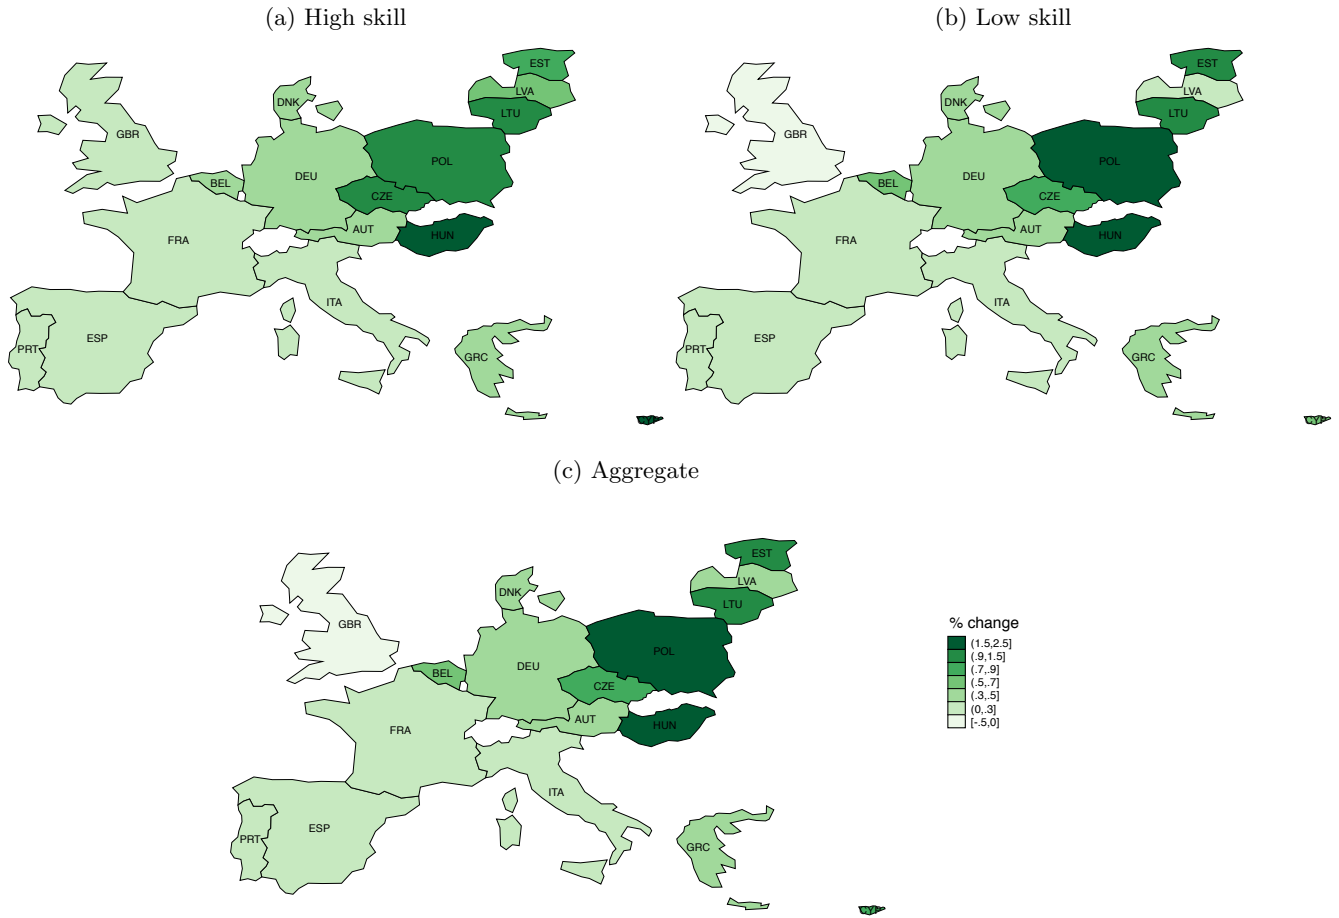 (a) High skill
(b) Low skill
EST
LVA
LTU
DNK
GBR
POL
BEL
DEU
CZE
AUT
HUN
FRA
ITA
ESP
PRT
GRC
CYP
EST
LVA
LTU
DNK
GBR
POL
BEL
DEU
CZE
AUT
HUN
FRA
ITA
ESP
PRT
GRC
CYP
(c) Aggregate
EST
LVA
LTU
DNK
GBR
POL
BEL
DEU
CZE
AUT
HUN
FRA
ITA
ESP
PRT
GRC
CYP
% change
(1.5,2.5]
(.9,1.5]
(.7,.9]
(.5,.7]
(.3,.5]
(0,.3]
[-.5,0]